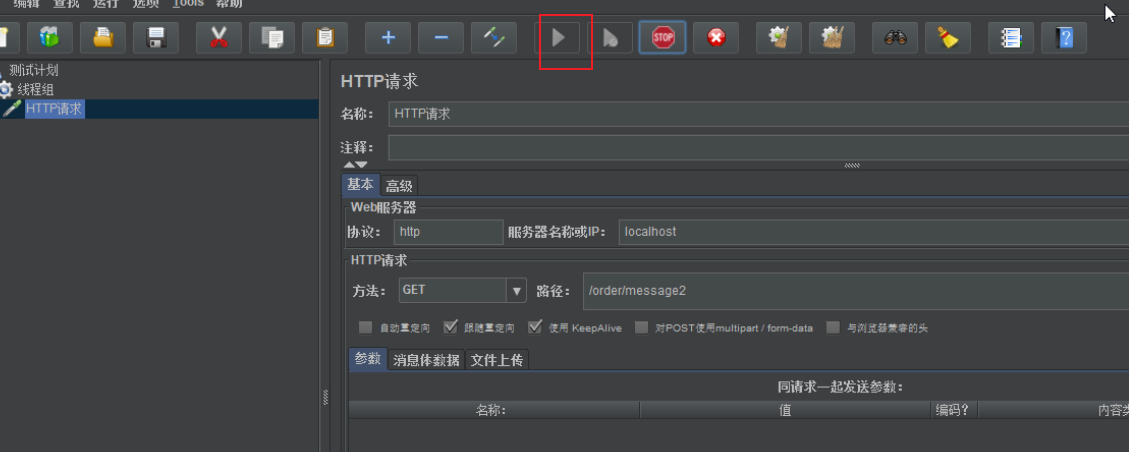 编辑 查找 运行 选项 Tools 帮助
STOP
测试计划
线程组
HTTP请求
HTTP请求
名称： HTTP请求
注释：
基本 高级
Web服务器
协议： http 服务器名称或IP： localhost
HTTP请求
方法： GET 路径： /order/message2
自动重定向 跟随重定向 使用 KeepAlive 对POST使用multipart / form-data 与浏览器兼容的头
参数 消息体数据 文件上传
同请求一起发送参数：
名称： 值 编码? 内容